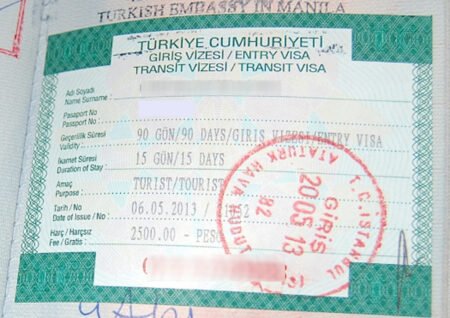 TURKISH EMBASSY IN MANILA
TÜRKİYE CUMHURİYETİ
GİRİŞ VİZESİ / ENTRY VISA
TRANSİT VİZESİ / TRANSIT VISA
Adı Soyadı
Name Surname :
Pasaport No
Passport No :
Geçerlilik Süresi
Validity : 90 GÜN/90 DAYS/GIRIS VIZESI/ENTRY VISA
İkamet Süresi
Duration of Stay : 15 GÜN/15 DAYS
Amaç
Purpose : TURIST/TOURIST
Tarih / No
Date of Issue / No : 06.05.2013 /
Harç / Harçsız
Fee / Gratis : 2500.00 - PESO
T.C. İSTANBUL
ATATÜRK HAVA HUDUT
GİRİŞ
20 05 13
82